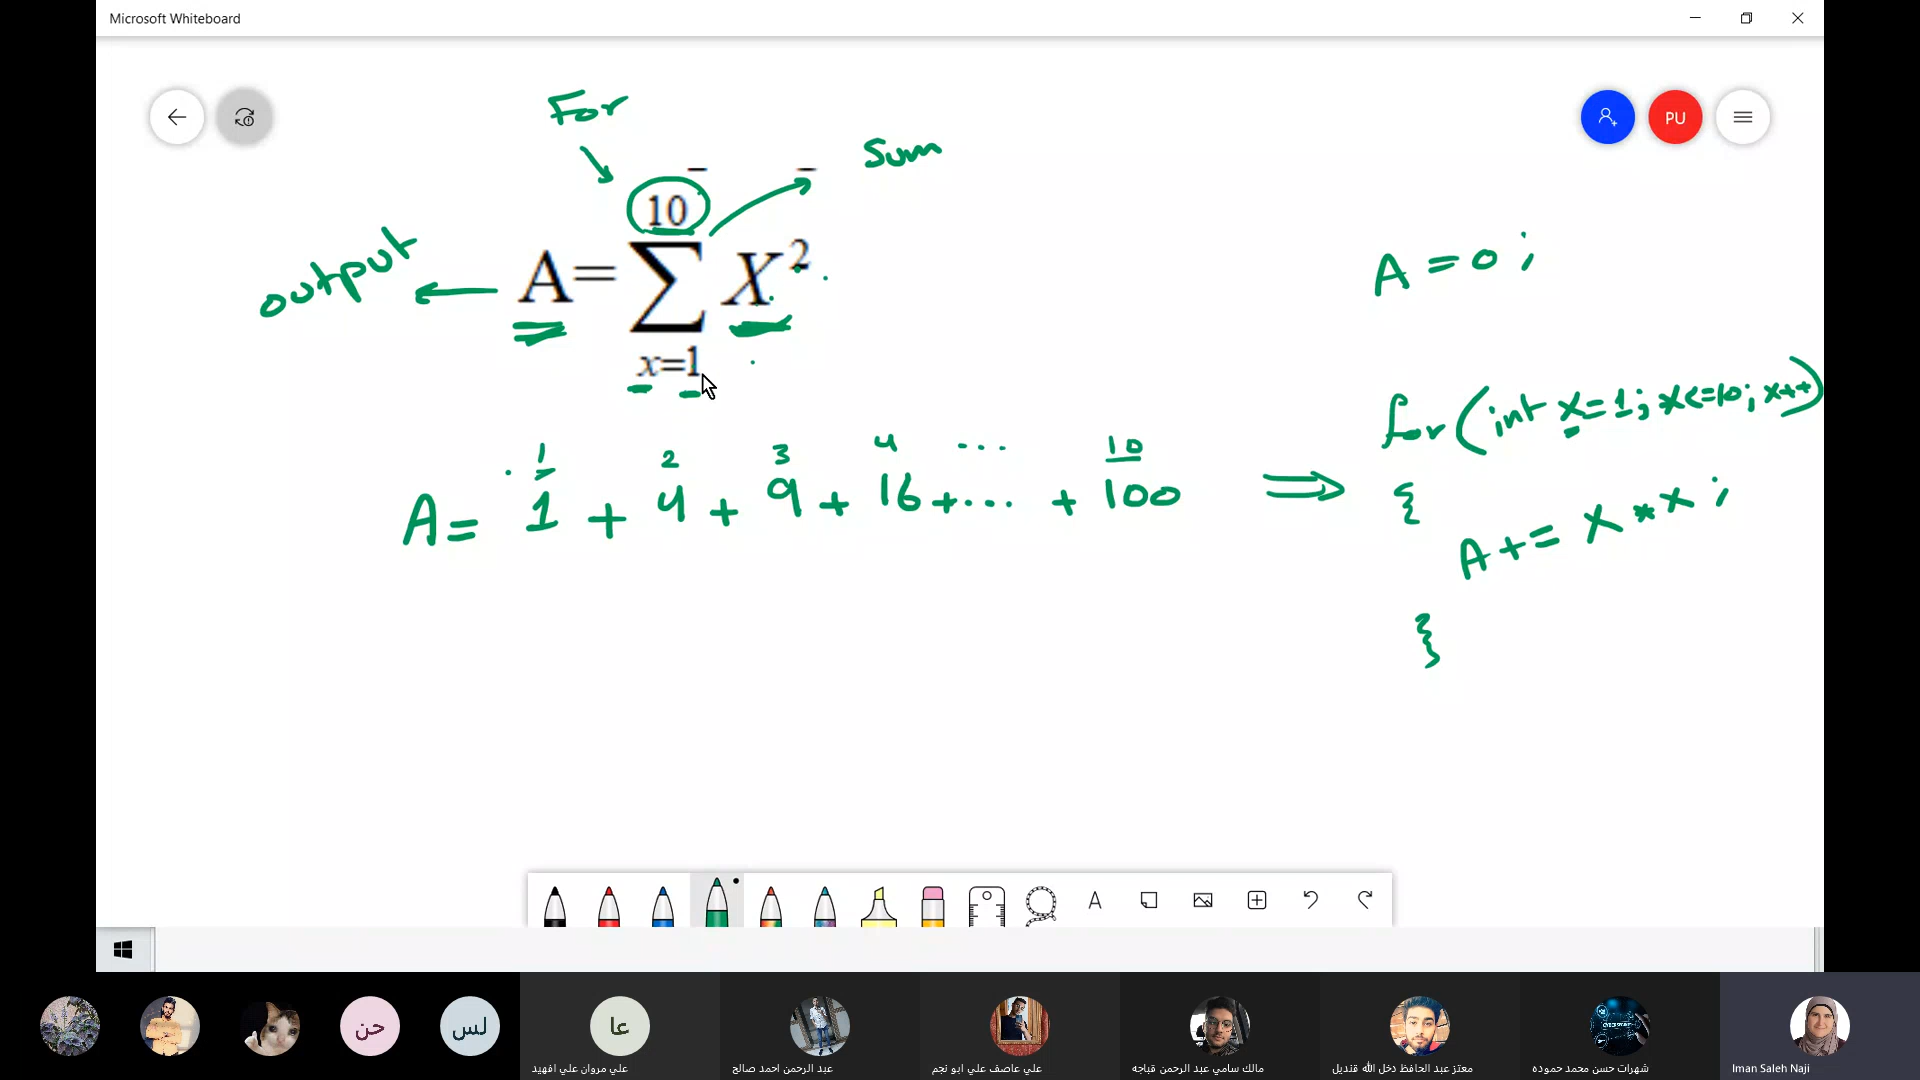 Microsoft Whiteboard
PU
For
Sum
10
output
A= ∑ X²
x=1
A = 0 ;
for (int x=1; x<=10; x++)
{
A += x * x ;
}
1 2 3 4 ... 10
A = 1 + 4 + 9 + 16 + ... + 100 ⇒
A
حن
لس
عا
علي مروان علي افهيد
عبد الرحمن احمد صالح
علي عاصف علي ابو نجم
مالك سامي عبد الرحمن قباجه
معتز عبد الحافظ دخل الله قنديل
شهرات حسن محمد حموده
Iman Saleh Naji